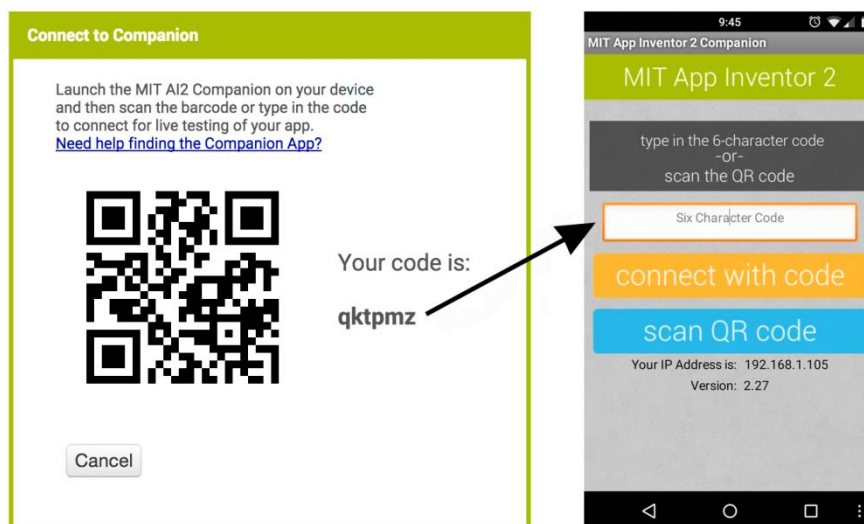 Connect to Companion
Launch the MIT AI2 Companion on your device
and then scan the barcode or type in the code
to connect for live testing of your app.
Need help finding the Companion App?
Your code is:
qktpmz
Cancel
9:45
MIT App Inventor 2 Companion
MIT App Inventor 2
type in the 6-character code
-or-
scan the QR code
Six Character Code
connect with code
scan QR code
Your IP Address is: 192.168.1.105
Version: 2.27